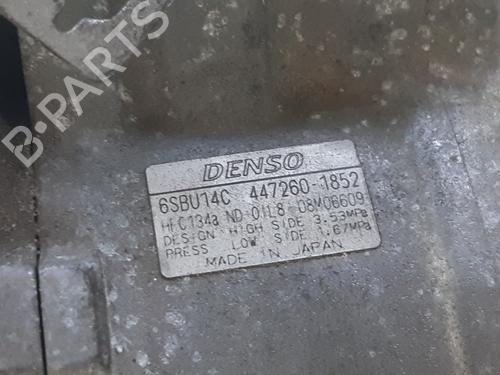 B-PARTS
DENSO
6SBU14C 447260-1852
HFC134a ND-OIL8 08M06609
DESIGN HIGH SIDE 3.53MPa
PRESS LOW SIDE 1.67MPa
MADE IN JAPAN